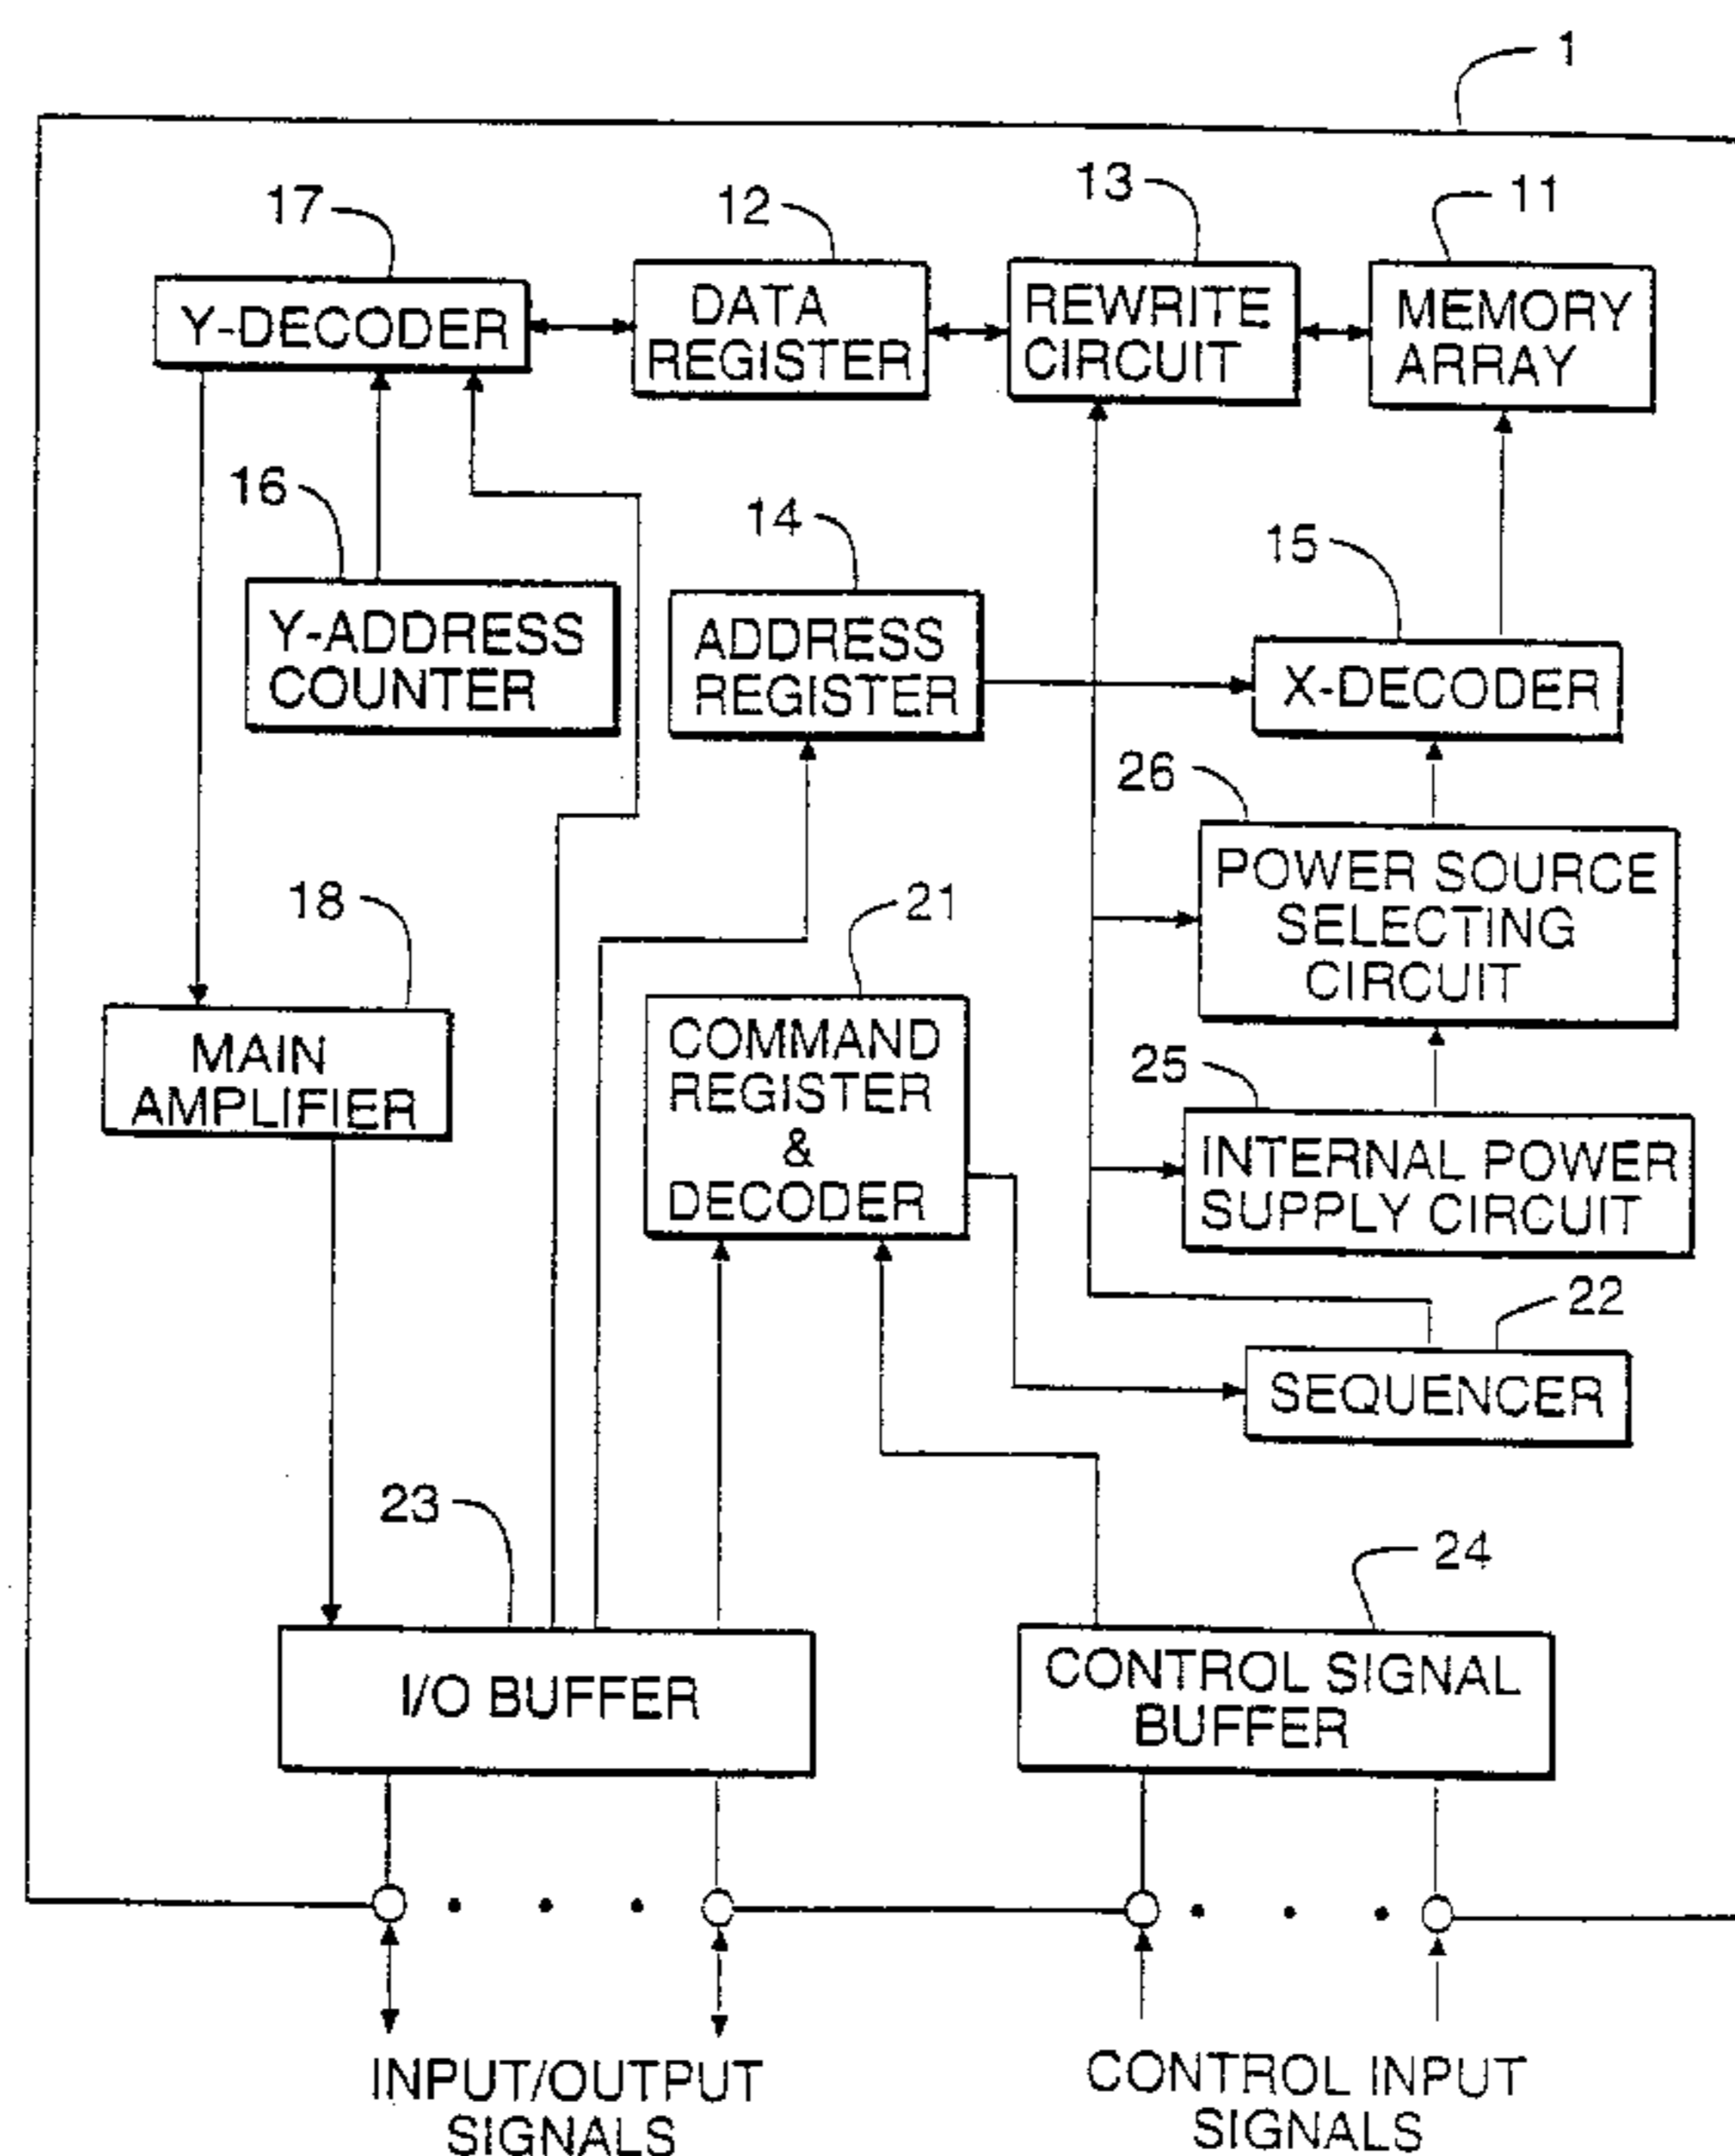 1
17
12
13
11
Y-DECODER
DATA
REGISTER
REWRITE
CIRCUIT
MEMORY
ARRAY
16
14
15
Y-ADDRESS
COUNTER
ADDRESS
REGISTER
X-DECODER
26
POWER SOURCE
SELECTING
CIRCUIT
18
21
MAIN
AMPLIFIER
COMMAND
REGISTER
&
DECODER
25
INTERNAL POWER
SUPPLY CIRCUIT
22
SEQUENCER
23
24
I/O BUFFER
CONTROL SIGNAL
BUFFER
INPUT/OUTPUT
SIGNALS
CONTROL INPUT
SIGNALS